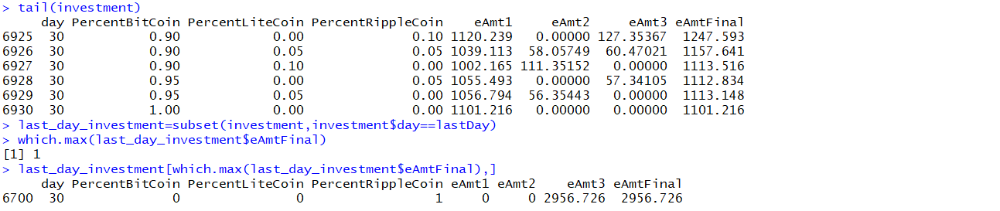 > tail(investment)
day PercentBitCoin PercentLiteCoin PercentRippleCoin eAmt1 eAmt2 eAmt3 eAmtFinal
6925 30 0.90 0.00 0.10 1120.239 0.00000 127.35367 1247.593
6926 30 0.90 0.05 0.05 1039.113 58.05749 60.47021 1157.641
6927 30 0.90 0.10 0.00 1002.165 111.35152 0.00000 1113.516
6928 30 0.95 0.00 0.05 1055.493 0.00000 57.34105 1112.834
6929 30 0.95 0.05 0.00 1056.794 56.35443 0.00000 1113.148
6930 30 1.00 0.00 0.00 1101.216 0.00000 0.00000 1101.216
> last_day_investment=subset(investment,investment$day==lastDay)
> which.max(last_day_investment$eAmtFinal)
[1] 1
> last_day_investment[which.max(last_day_investment$eAmtFinal),]
day PercentBitCoin PercentLiteCoin PercentRippleCoin eAmt1 eAmt2 eAmt3 eAmtFinal
6700 30 0 0 1 0 0 2956.726 2956.726